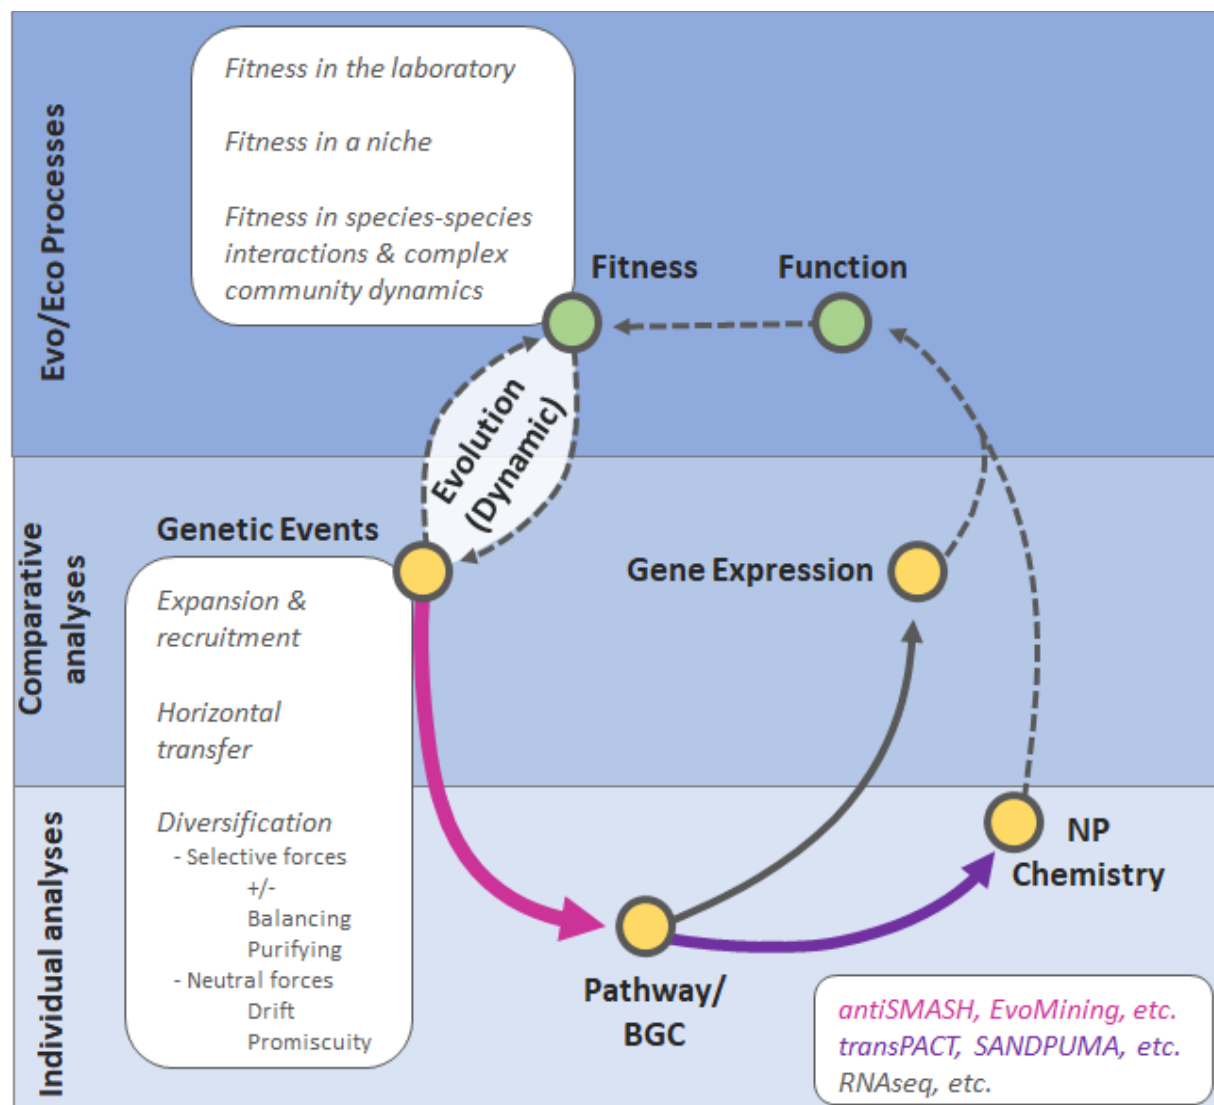 Evo/Eco Processes
Fitness in the laboratory
Fitness in a niche
Fitness in species-species
interactions & complex
community dynamics
Fitness
Function
Evolution
(Dynamic)
Comparative
analyses
Genetic Events
Gene Expression
Expansion &
recruitment
Horizontal
transfer
Diversification
- Selective forces
+/-
Balancing
Purifying
- Neutral forces
Drift
Promiscuity
Individual analyses
NP
Chemistry
Pathway/
BGC
antiSMASH, EvoMining, etc.
transPACT, SANDPUMA, etc.
RNAseq, etc.